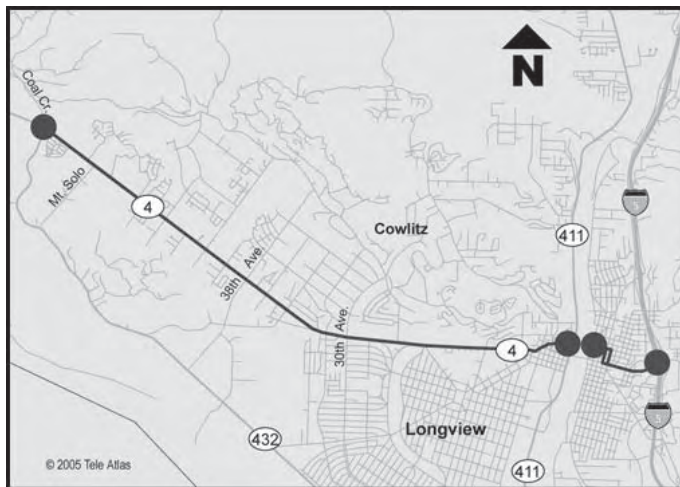 N
Coal Cr.
Mt. Solo
4
38th Ave.
30th Ave.
Cowlitz
411
5
4
432
Longview
411
5
© 2005 Tele Atlas